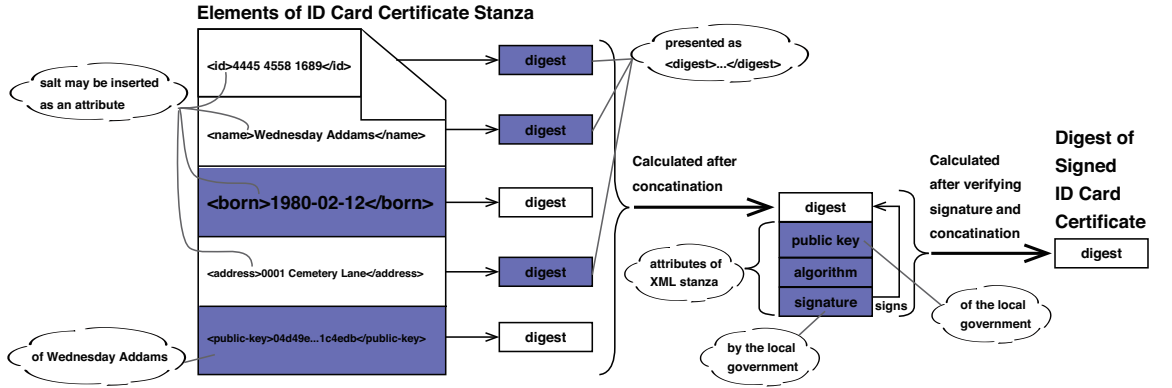 Elements of ID Card Certificate Stanza
<id>4445 4558 1689</id>
digest
presented as
<digest>...</digest>
salt may be inserted
as an attribute
<name>Wednesday Addams</name>
digest
<born>1980-02-12</born>
digest
<address>0001 Cemetery Lane</address>
digest
<public-key>04d49e...1c4edb</public-key>
digest
of Wednesday Addams
Calculated after
concatination
digest
public key
algorithm
signature
signs
attributes of
XML stanza
by the local
government
of the local
government
Calculated
after verifying
signature and
concatination
Digest of
Signed
ID Card
Certificate
digest